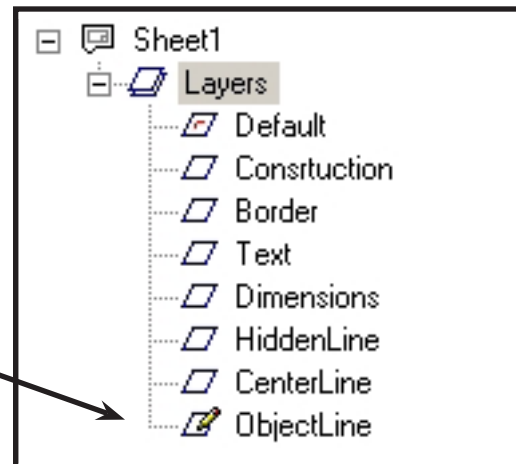 Sheet1
Layers
Default
Consrtuction
Border
Text
Dimensions
HiddenLine
CenterLine
ObjectLine